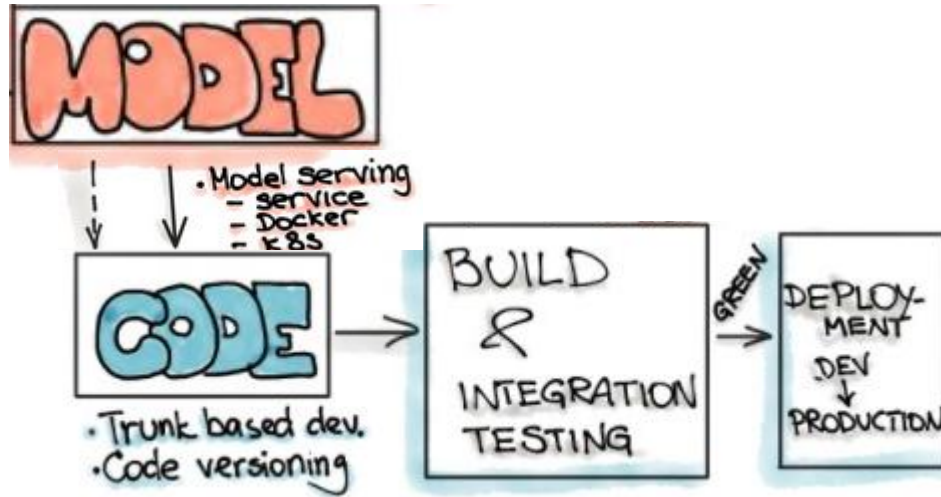 MODEL
·Model serving
- service
- Docker
- K8s
CODE
·Trunk based dev.
·Code versioning
BUILD
&
INTEGRATION
TESTING
GREEN
DEPLOY-
MENT
.DEV
PRODUCTION